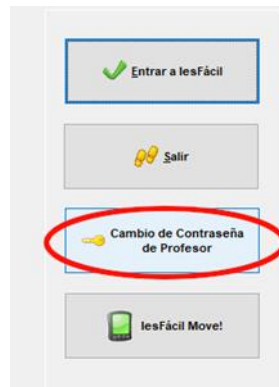 Entrar a IesFácil
Salir
Cambio de Contraseña
de Profesor
IesFácil Move!